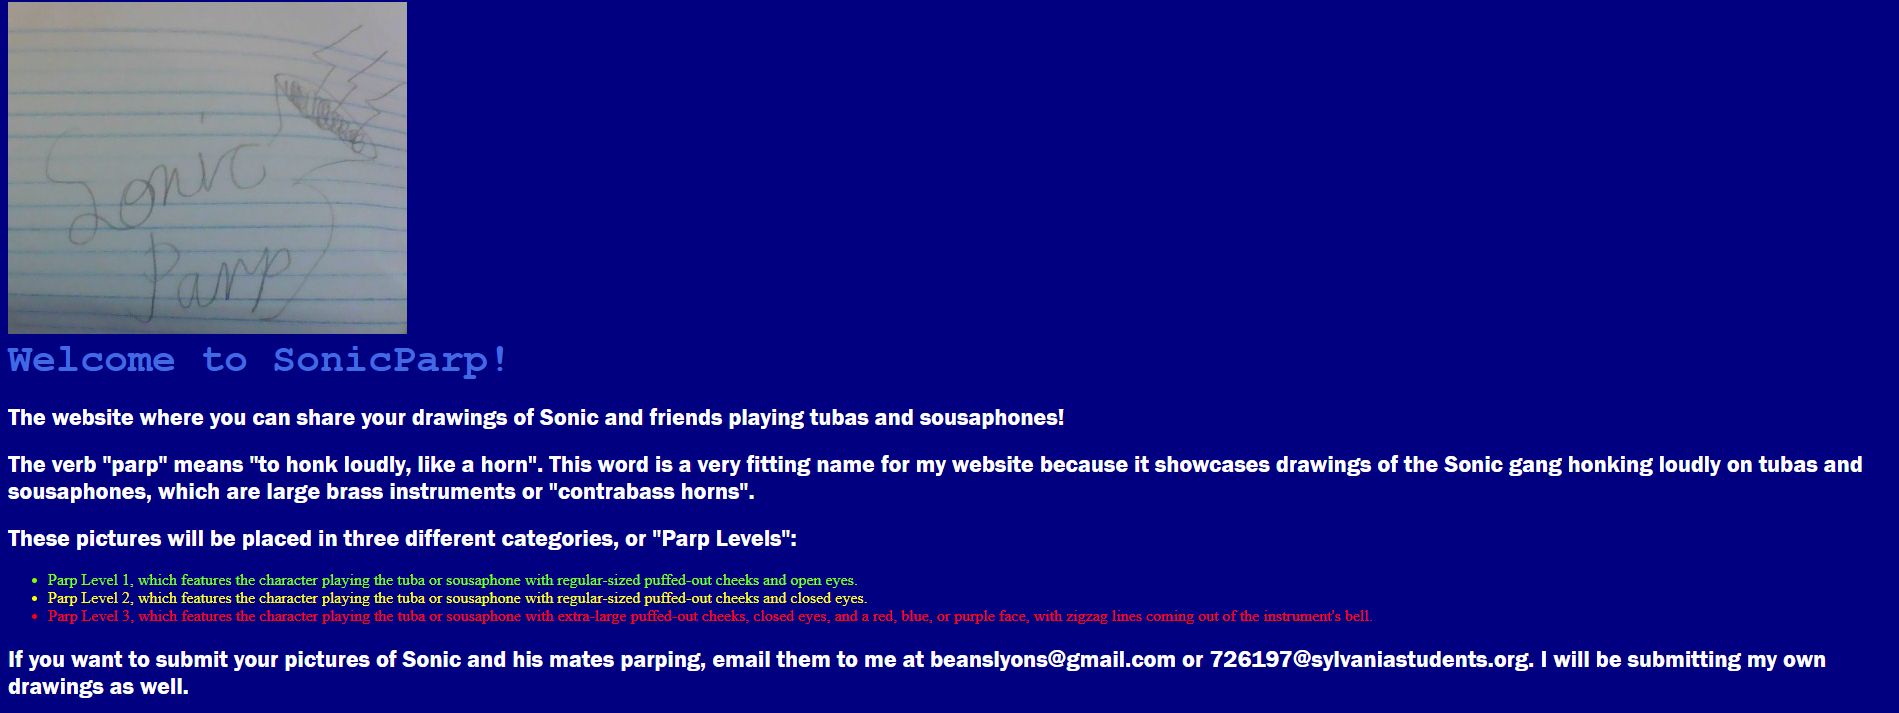 Sonic
Parp
Welcome to SonicParp!
The website where you can share your drawings of Sonic and friends playing tubas and sousaphones!
The verb "parp" means "to honk loudly, like a horn". This word is a very fitting name for my website because it showcases drawings of the Sonic gang honking loudly on tubas and
sousaphones, which are large brass instruments or "contrabass horns".
These pictures will be placed in three different categories, or "Parp Levels":
• Parp Level 1, which features the character playing the tuba or sousaphone with regular-sized puffed-out cheeks and open eyes.
• Parp Level 2, which features the character playing the tuba or sousaphone with regular-sized puffed-out cheeks and closed eyes.
• Parp Level 3, which features the character playing the tuba or sousaphone with extra-large puffed-out cheeks, closed eyes, and a red, blue, or purple face, with zigzag lines coming out of the instrument's bell.
If you want to submit your pictures of Sonic and his mates parping, email them to me at beanslyons@gmail.com or 726197@sylvaniastudents.org. I will be submitting my own
drawings as well.